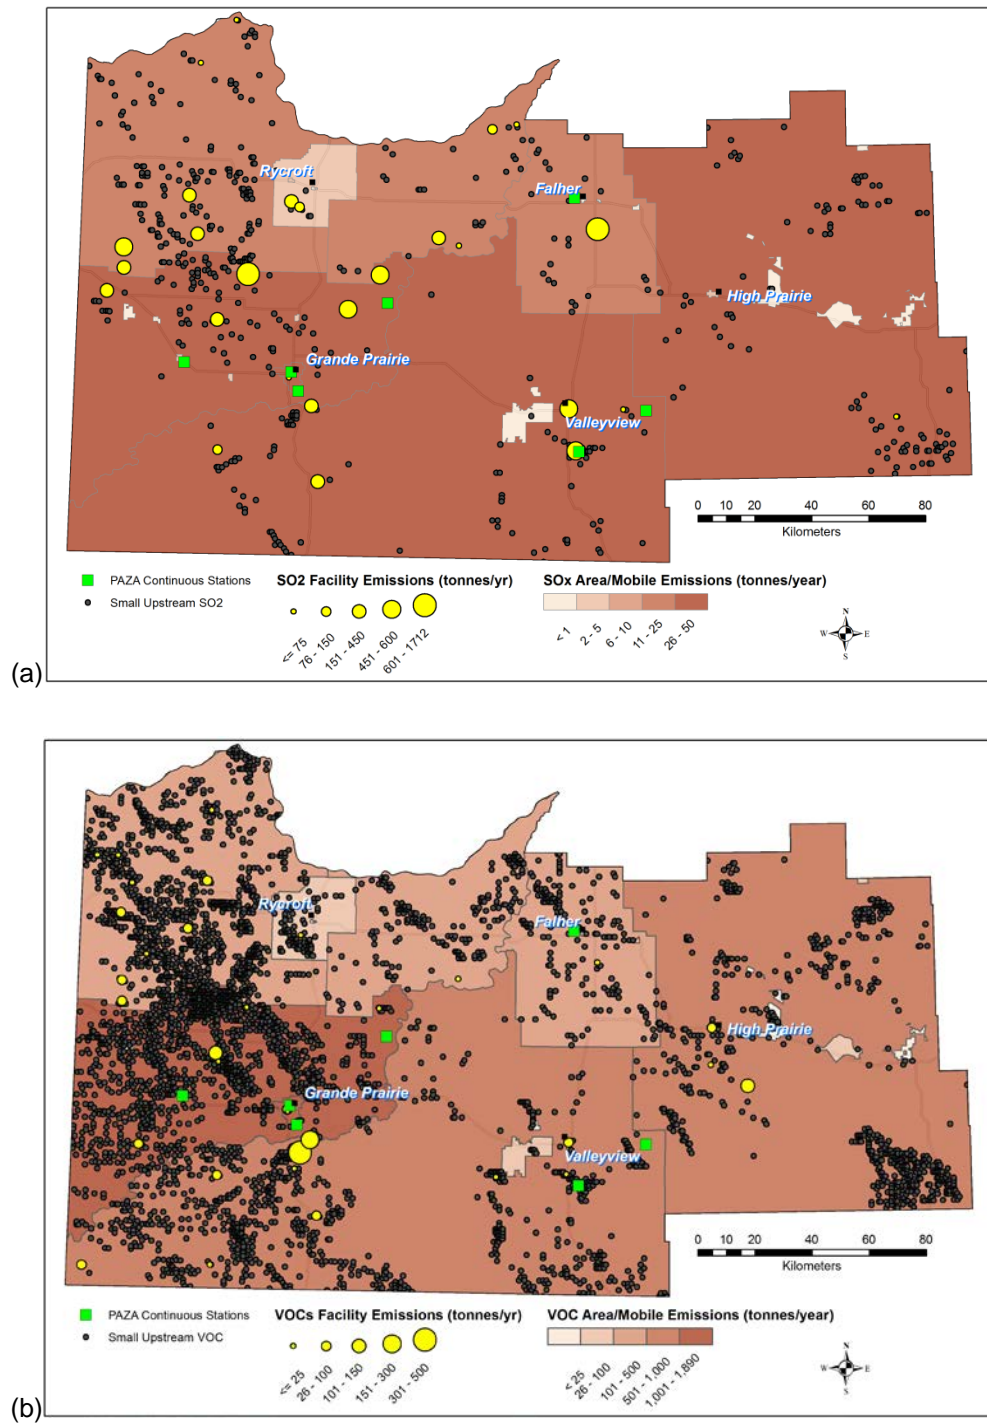 Rycroft
Falher
High Prairie
Grande Prairie
Valleyview
0 10 20 40 60 80
Kilometers
PAZA Continuous Stations
Small Upstream SO2
SO2 Facility Emissions (tonnes/yr)
<= 75
76 - 150
151 - 450
451 - 600
601 - 1712
SOx Area/Mobile Emissions (tonnes/year)
< 1
2 - 5
6 - 10
11 - 25
26 - 50
N
W E
S
(a)
Rycroft
Falher
High Prairie
Grande Prairie
Valleyview
0 10 20 40 60 80
Kilometers
PAZA Continuous Stations
Small Upstream VOC
VOCs Facility Emissions (tonnes/yr)
<= 25
26 - 100
101 - 150
151 - 300
301 - 500
VOC Area/Mobile Emissions (tonnes/year)
< 25
26 - 100
101 - 500
501 - 1,000
1,001 - 1,890
N
W E
S
(b)